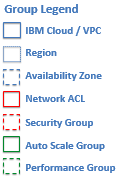 Group Legend
IBM Cloud / VPC
Region
Availability Zone
Network ACL
Security Group
Auto Scale Group
Performance Group